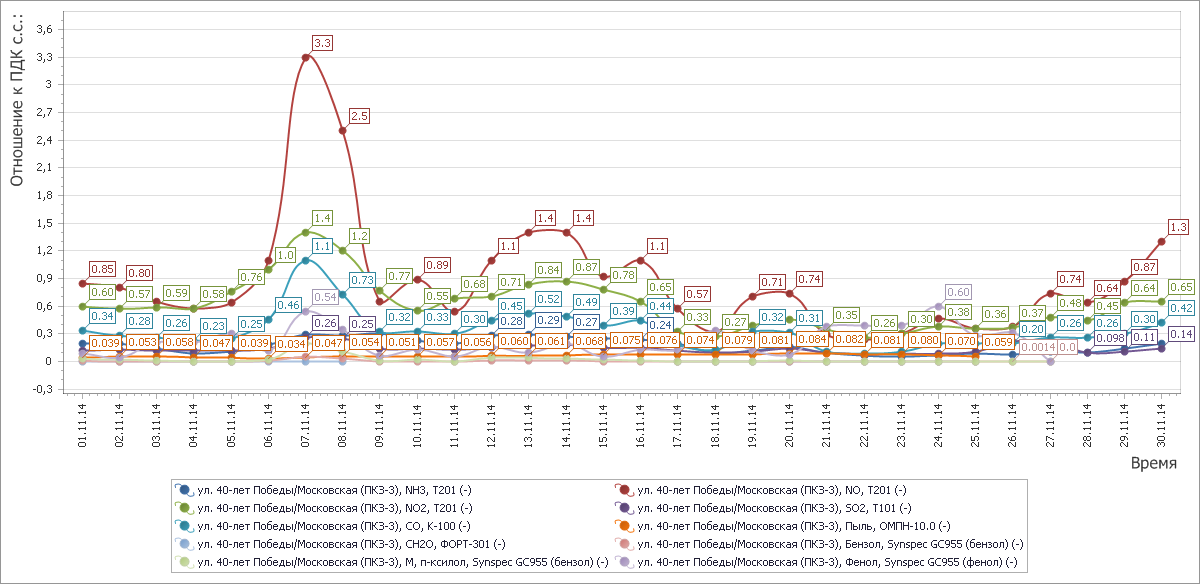 Отношение к ПДК с.с.:
3,6
3,3
3
2,7
2,4
2,1
1,8
1,5
1,2
0,9
0,6
0,3
0
-0,3
3.3
2.5
1.4 1.2 1.0 1.1 0.73 0.54
0.85 0.80 0.89 1.1 1.4 1.4 1.1 0.57 0.71 0.74 0.74 0.64 0.87 1.3
0.60 0.57 0.59 0.58 0.76 0.77 0.55 0.68 0.71 0.84 0.87 0.78 0.65 0.33 0.27 0.35 0.26 0.30 0.38 0.36 0.37 0.48 0.45 0.64 0.65
0.34 0.28 0.26 0.23 0.25 0.46 0.32 0.33 0.30 0.45 0.52 0.49 0.39 0.44 0.32 0.31 0.60 0.20 0.26 0.26 0.30 0.42
0.26 0.25 0.28 0.29 0.27 0.24 0.098 0.11 0.14
0.039 0.053 0.058 0.047 0.039 0.034 0.047 0.054 0.051 0.057 0.056 0.060 0.061 0.068 0.075 0.076 0.074 0.079 0.081 0.084 0.082 0.081 0.080 0.070 0.059 0.0014 0.0
01.11.14 02.11.14 03.11.14 04.11.14 05.11.14 06.11.14 07.11.14 08.11.14 09.11.14 10.11.14 11.11.14 12.11.14 13.11.14 14.11.14 15.11.14 16.11.14 17.11.14 18.11.14 19.11.14 20.11.14 21.11.14 22.11.14 23.11.14 24.11.14 25.11.14 26.11.14 27.11.14 28.11.14 29.11.14 30.11.14
Время
ул. 40-лет Победы/Московская (ПКЗ-3), NH3, T201 (-) ул. 40-лет Победы/Московская (ПКЗ-3), NO, T201 (-)
ул. 40-лет Победы/Московская (ПКЗ-3), NO2, T201 (-) ул. 40-лет Победы/Московская (ПКЗ-3), SO2, T101 (-)
ул. 40-лет Победы/Московская (ПКЗ-3), CO, K-100 (-) ул. 40-лет Победы/Московская (ПКЗ-3), Пыль, ОМПН-10.0 (-)
ул. 40-лет Победы/Московская (ПКЗ-3), CH2O, ФОРТ-301 (-) ул. 40-лет Победы/Московская (ПКЗ-3), Бензол, Synspec GC955 (бензол) (-)
ул. 40-лет Победы/Московская (ПКЗ-3), М, п-ксилол, Synspec GC955 (бензол) (-) ул. 40-лет Победы/Московская (ПКЗ-3), Фенол, Synspec GC955 (фенол) (-)